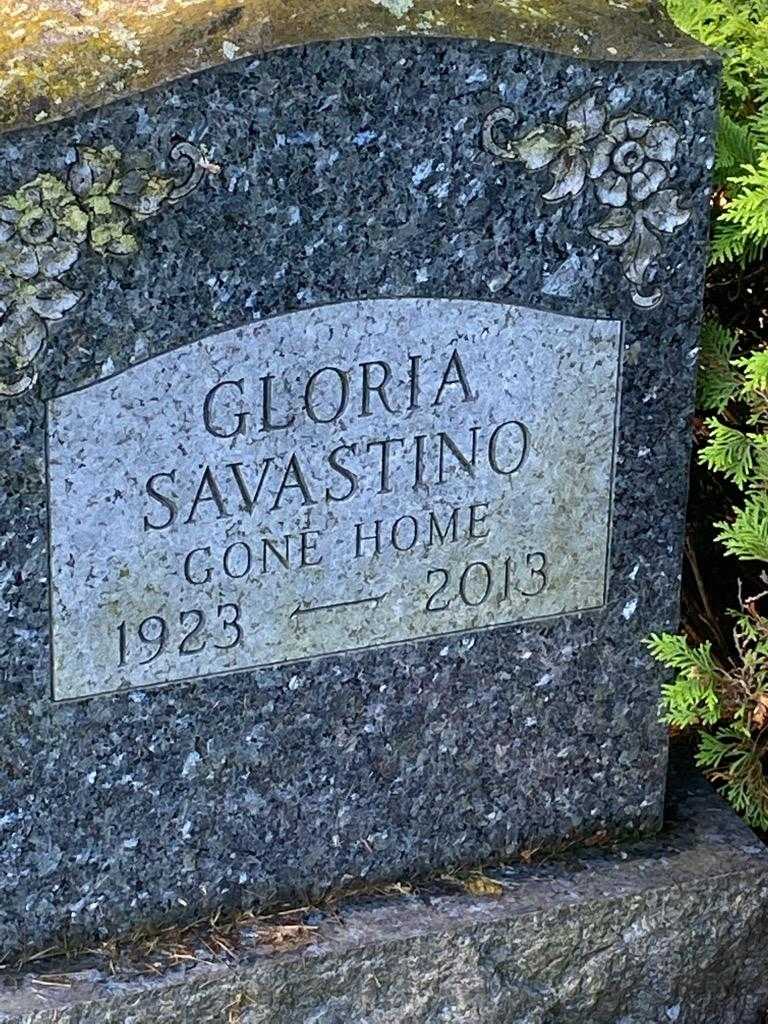 GLORIA
SAVASTINO
GONE HOME
1923 — 2013